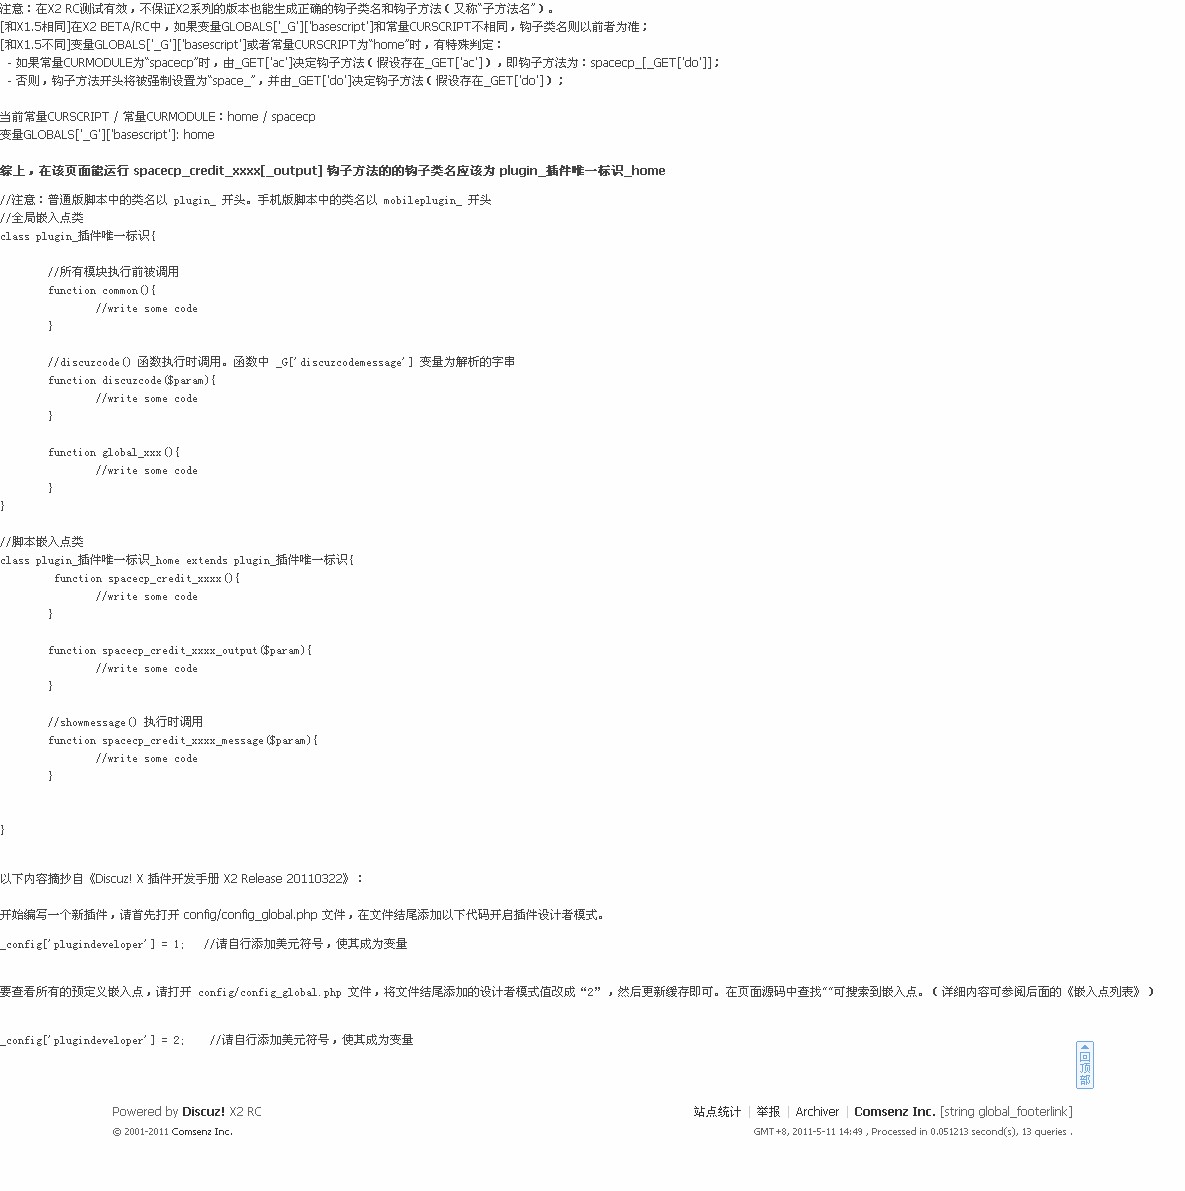 注意：在X2 RC测试有效，不保证X2系列的版本也能生成正确的钩子类名和钩子方法（又称“子方法名”）。
[和X1.5相同]在X2 BETA/RC中，如果变量GLOBALS['_G']['basescript']和常量CURSCRIPT不相同，钩子类名则以前者为准；
[和X1.5不同]变量GLOBALS['_G']['basescript']或者常量CURSCRIPT为“home”时，有特殊判定：
- 如果常量CURMODULE为“spacecp”时，由_GET['ac']决定钩子方法（假设存在_GET['ac']），即钩子方法为：spacecp_[_GET['do']]；
- 否则，钩子方法开头将被强制设置为“space_”，并由_GET['do']决定钩子方法（假设存在_GET['do']）；
当前常量CURSCRIPT / 常量CURMODULE：home / spacecp
变量GLOBALS['_G']['basescript']: home
综上，在该页面能运行 spacecp_credit_xxxx[_output] 钩子方法的的钩子类名应该为 plugin_插件唯一标识_home
//注意：普通版脚本中的类名以 plugin_ 开头。手机版脚本中的类名以 mobileplugin_ 开头
//全局嵌入点类
class plugin_插件唯一标识{
//所有模块执行前被调用
function common(){
//write some code
}
//discuzcode() 函数执行时调用。函数中 _G['discuzcodemessage'] 变量为解析的字串
function discuzcode($param){
//write some code
}
function global_xxx(){
//write some code
}
}
//脚本嵌入点类
class plugin_插件唯一标识_home extends plugin_插件唯一标识{
function spacecp_credit_xxxx(){
//write some code
}
function spacecp_credit_xxxx_output($param){
//write some code
}
//showmessage() 执行时调用
function spacecp_credit_xxxx_message($param){
//write some code
}
}
以下内容摘抄自《Discuz! X 插件开发手册 X2 Release 20110322》：
开始编写一个新插件，请首先打开 config/config_global.php 文件，在文件结尾添加以下代码开启插件设计者模式。
_config['plugindeveloper'] = 1; //请自行添加美元符号，使其成为变量
要查看所有的预定义嵌入点，请打开 config/config_global.php 文件，将文件结尾添加的设计者模式值改成“2”，然后更新缓存即可。在页面源码中查找““可搜索到嵌入点。（详细内容可参阅后面的《嵌入点列表》）
_config['plugindeveloper'] = 2; //请自行添加美元符号，使其成为变量
回顶部
Powered by Discuz! X2 RC
© 2001-2011 Comsenz Inc.
站点统计 | 举报 | Archiver | Comsenz Inc. [string global_footerlink]
GMT+8, 2011-5-11 14:49 , Processed in 0.051213 second(s), 13 queries .